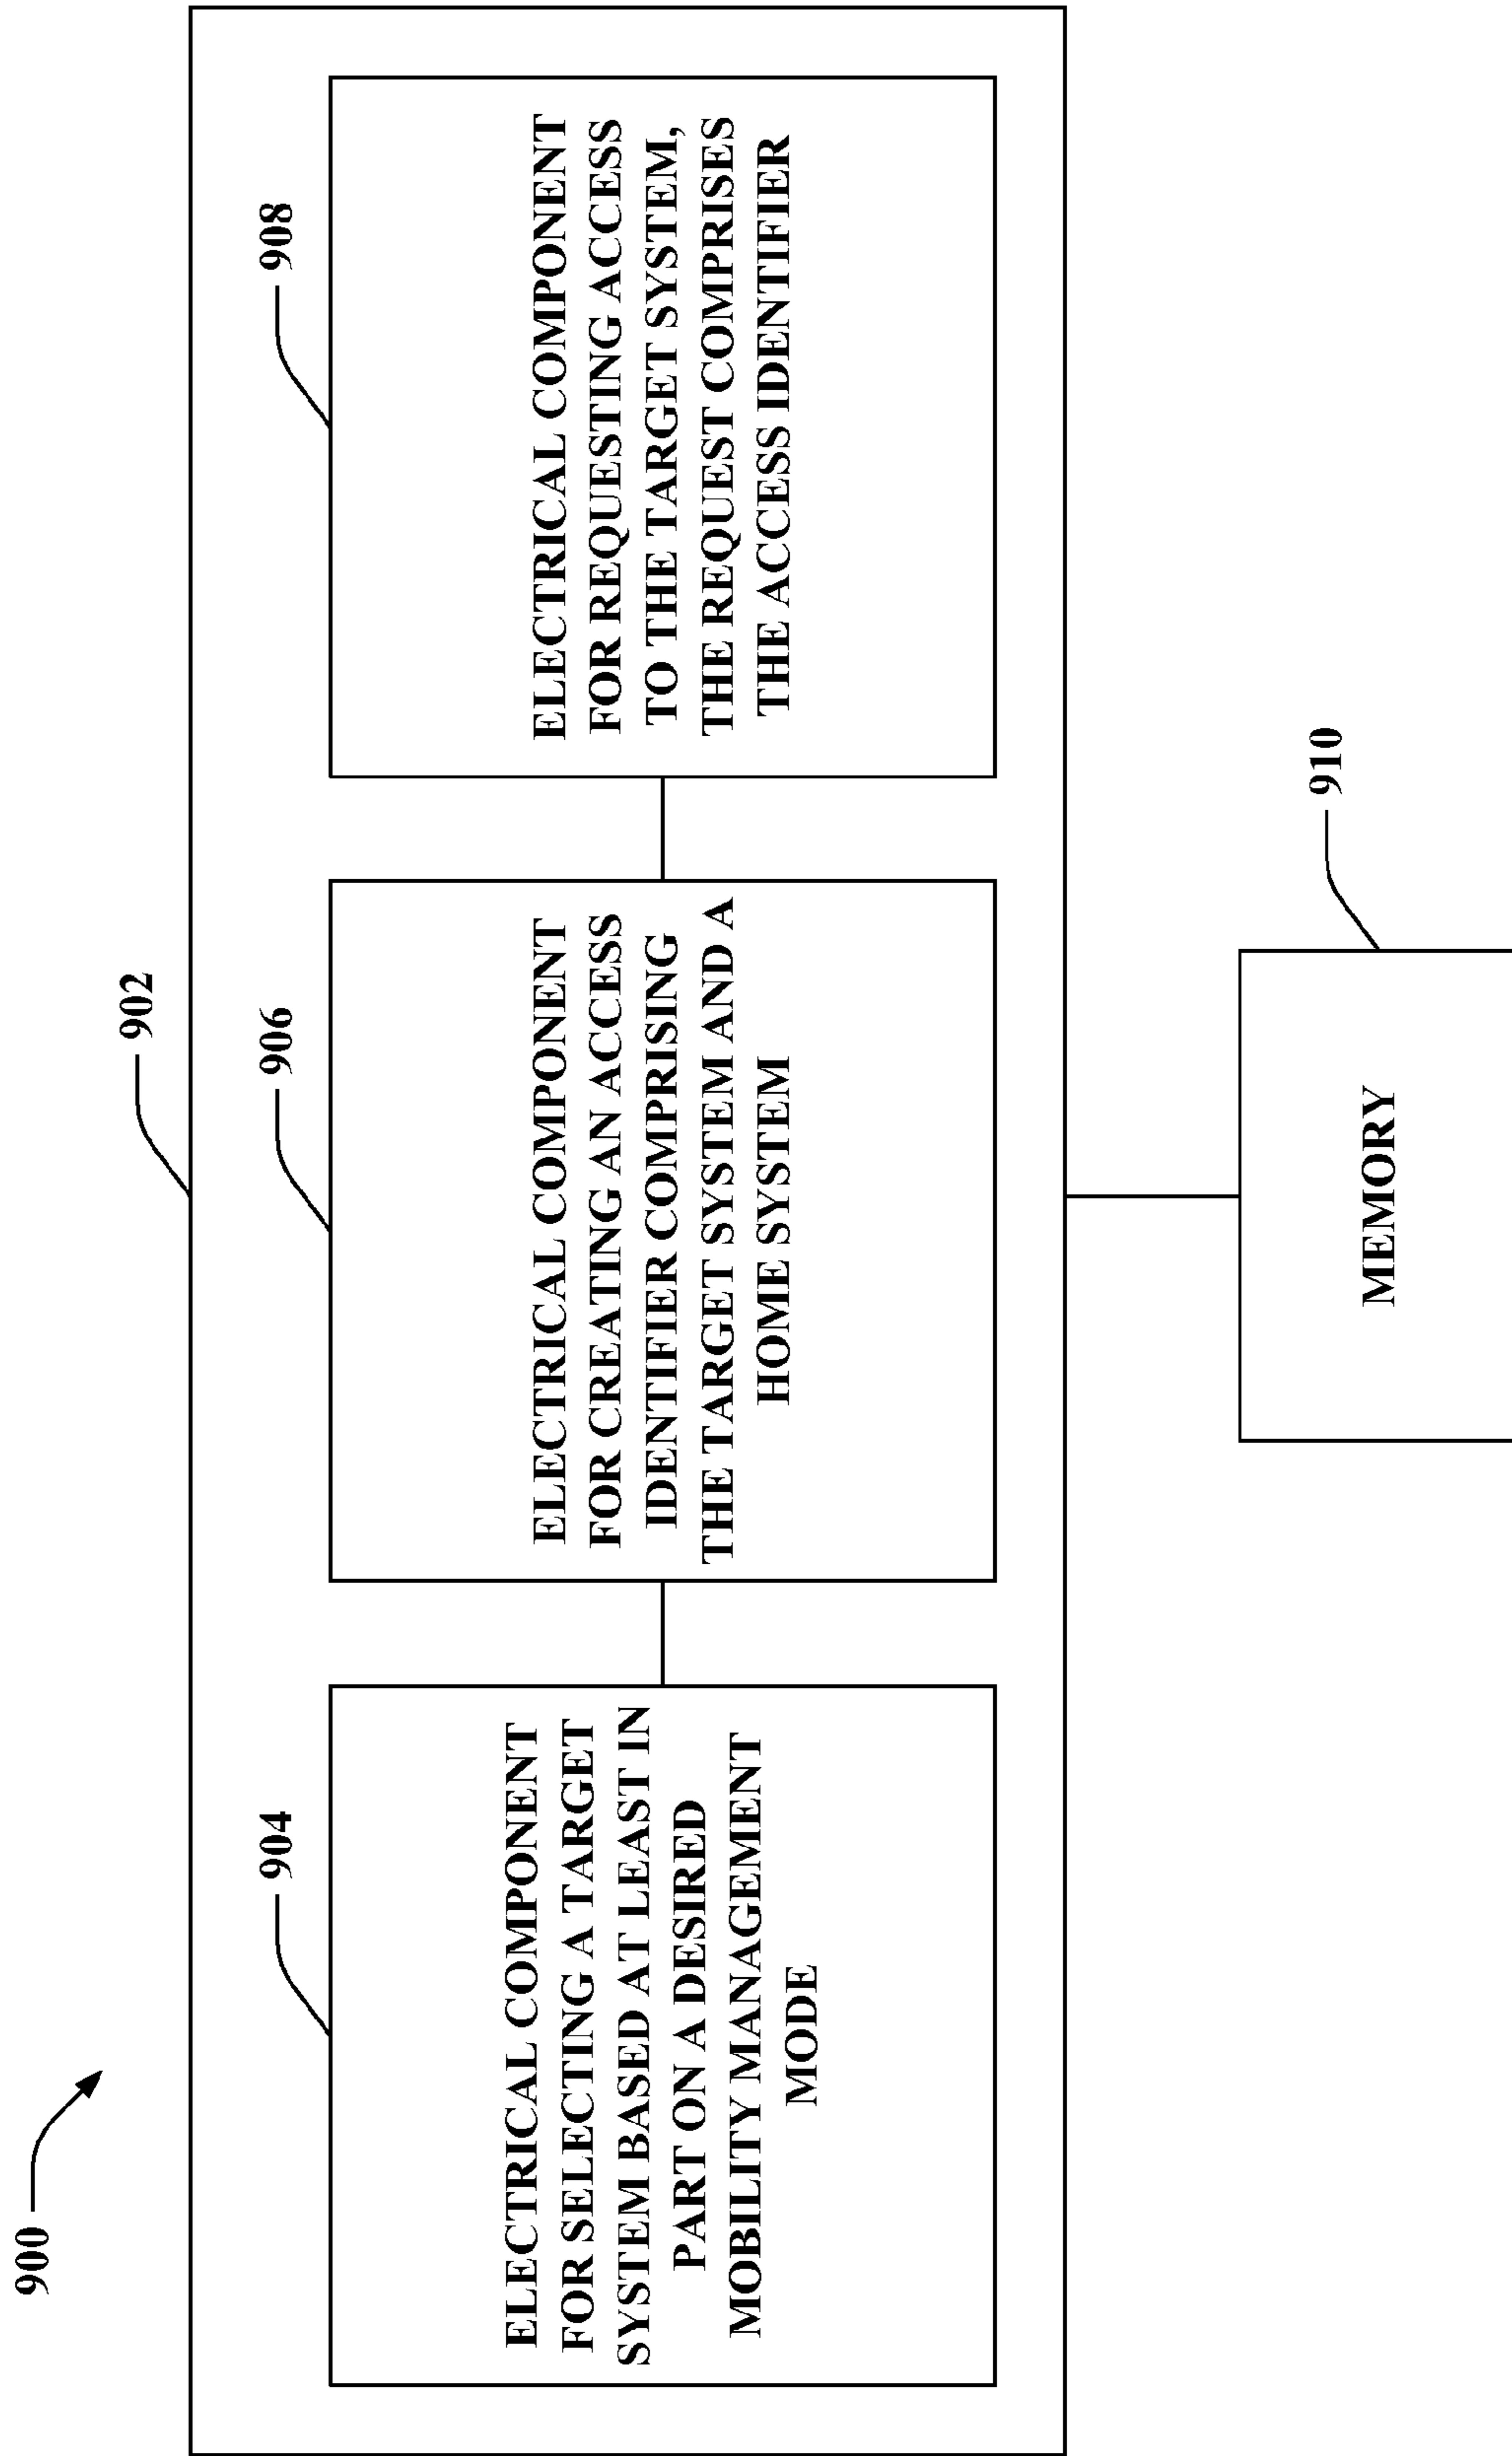 900
902
904
ELECTRICAL COMPONENT
FOR SELECTING A TARGET
SYSTEM BASED AT LEAST IN
PART ON A DESIRED
MOBILITY MANAGEMENT
MODE
906
ELECTRICAL COMPONENT
FOR CREATING AN ACCESS
IDENTIFIER COMPRISING
THE TARGET SYSTEM AND A
HOME SYSTEM
908
ELECTRICAL COMPONENT
FOR REQUESTING ACCESS
TO THE TARGET SYSTEM,
THE REQUEST COMPRISES
THE ACCESS IDENTIFIER
910
MEMORY